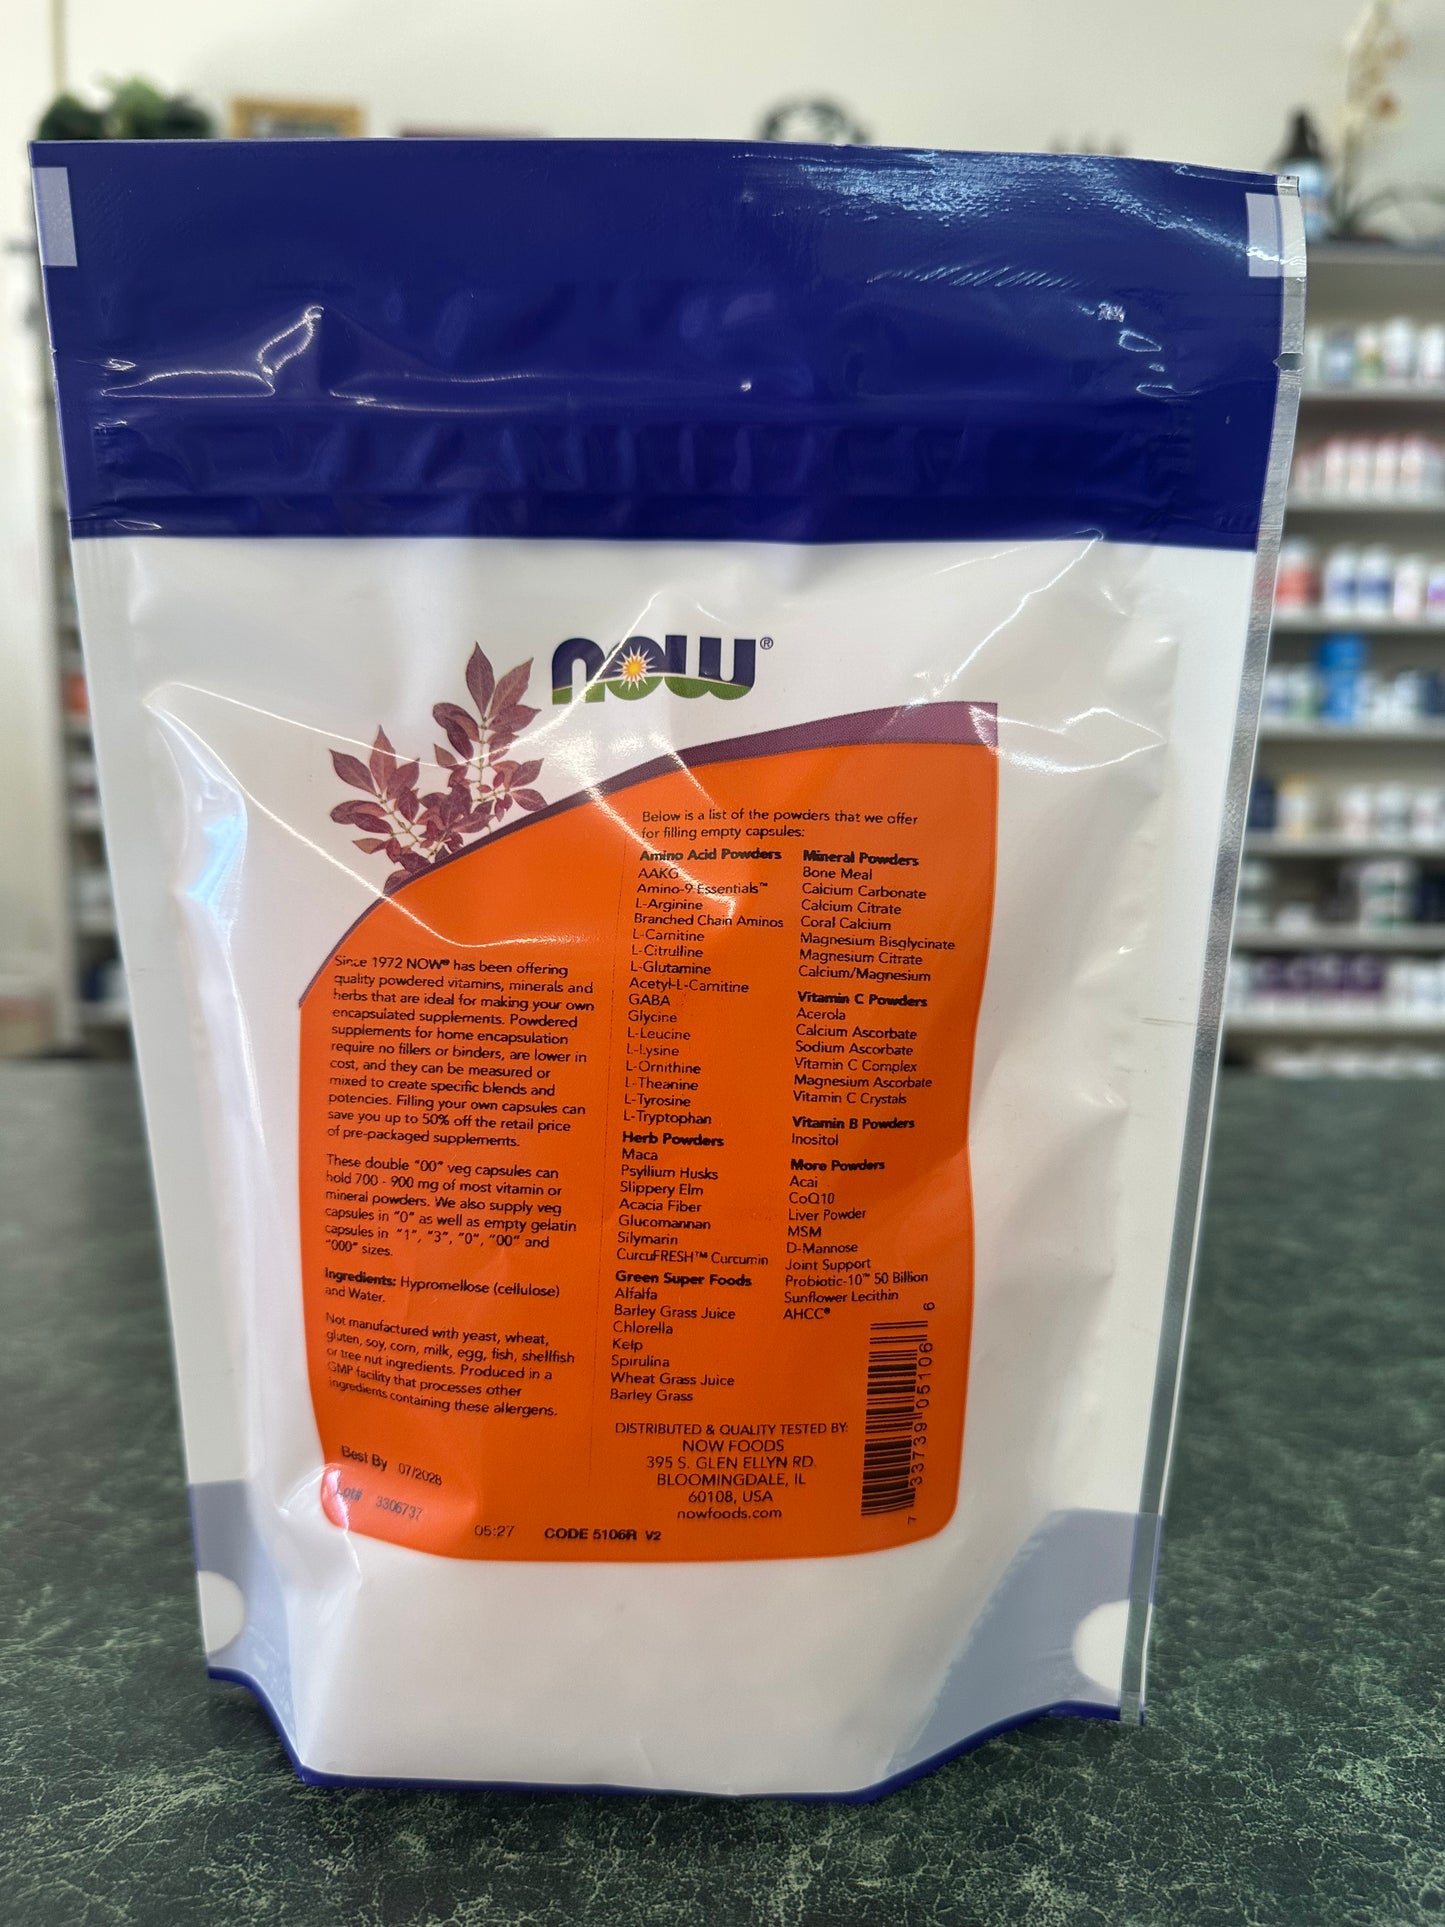 now®
Since 1972 NOW® has been offering
quality powdered vitamins, minerals and
herbs that are ideal for making your own
encapsulated supplements. Powdered
supplements for home encapsulation
require no fillers or binders, are lower in
cost, and they can be measured or
mixed to create specific blends and
potencies. Filling your own capsules can
save you up to 50% off the retail price
of pre-packaged supplements.
These double "00" veg capsules can
hold 700 - 900 mg of most vitamin or
mineral powders. We also supply veg
capsules in "0" as well as empty gelatin
capsules in "1", "3", "0", "00" and
"000" sizes.
Ingredients: Hypromellose (cellulose)
and Water.
Not manufactured with yeast, wheat,
gluten, soy, corn, milk, egg, fish, shellfish
or tree nut ingredients. Produced in a
GMP facility that processes other
ingredients containing these allergens.
Best By 07/2028
Lot# 3306737
05:27
CODE 5106R V2
Below is a list of the powders that we offer
for filling empty capsules:
Amino Acid Powders
AAKG
Amino-9 Essentials™
L-Arginine
Branched Chain Aminos
L-Carnitine
L-Citrulline
L-Glutamine
Acetyl-L-Carnitine
GABA
Glycine
L-Leucine
L-Lysine
L-Ornithine
L-Theanine
L-Tyrosine
L-Tryptophan
Herb Powders
Maca
Psyllium Husks
Slippery Elm
Acacia Fiber
Glucomannan
Silymarin
CurcuFRESH™ Curcumin
Green Super Foods
Alfalfa
Barley Grass Juice
Chlorella
Kelp
Spirulina
Wheat Grass Juice
Barley Grass
Mineral Powders
Bone Meal
Calcium Carbonate
Calcium Citrate
Coral Calcium
Magnesium Bisglycinate
Magnesium Citrate
Calcium/Magnesium
Vitamin C Powders
Acerola
Calcium Ascorbate
Sodium Ascorbate
Vitamin C Complex
Magnesium Ascorbate
Vitamin C Crystals
Vitamin B Powders
Inositol
More Powders
Acai
CoQ10
Liver Powder
MSM
D-Mannose
Joint Support
Probiotic-10™ 50 Billion
Sunflower Lecithin
AHCC®
DISTRIBUTED & QUALITY TESTED BY:
NOW FOODS
395 S. GLEN ELLYN RD.
BLOOMINGDALE, IL
60108, USA
nowfoods.com
7 33739 05106 6